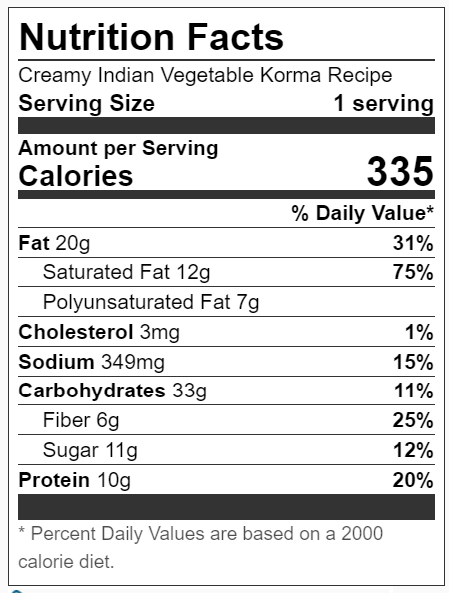 Nutrition Facts
Creamy Indian Vegetable Korma Recipe
Serving Size 1 serving
Amount per Serving
Calories 335
% Daily Value*
Fat 20g 31%
Saturated Fat 12g 75%
Polyunsaturated Fat 7g
Cholesterol 3mg 1%
Sodium 349mg 15%
Carbohydrates 33g 11%
Fiber 6g 25%
Sugar 11g 12%
Protein 10g 20%
* Percent Daily Values are based on a 2000
calorie diet.